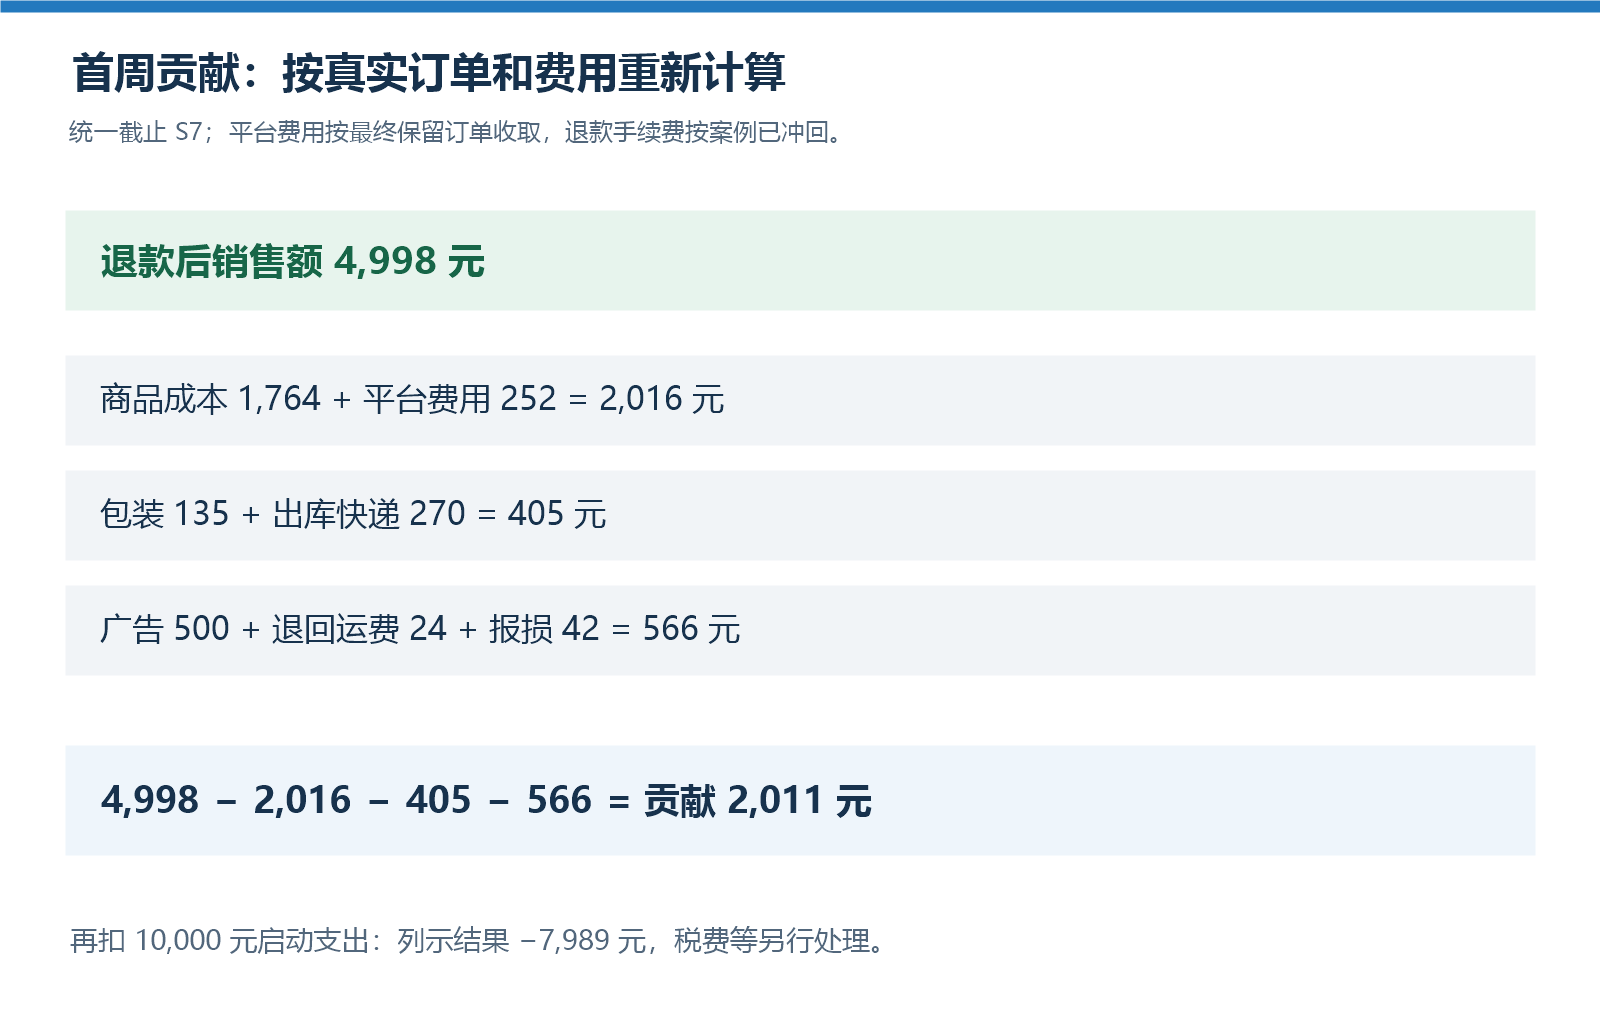 首周贡献：按真实订单和费用重新计算
统一截止 S7；平台费用按最终保留订单收取，退款手续费按案例已冲回。
退款后销售额 4,998 元
商品成本 1,764 + 平台费用 252 = 2,016 元
包装 135 + 出库快递 270 = 405 元
广告 500 + 退回运费 24 + 报损 42 = 566 元
4,998 − 2,016 − 405 − 566 = 贡献 2,011 元
再扣 10,000 元启动支出：列示结果 −7,989 元，税费等另行处理。